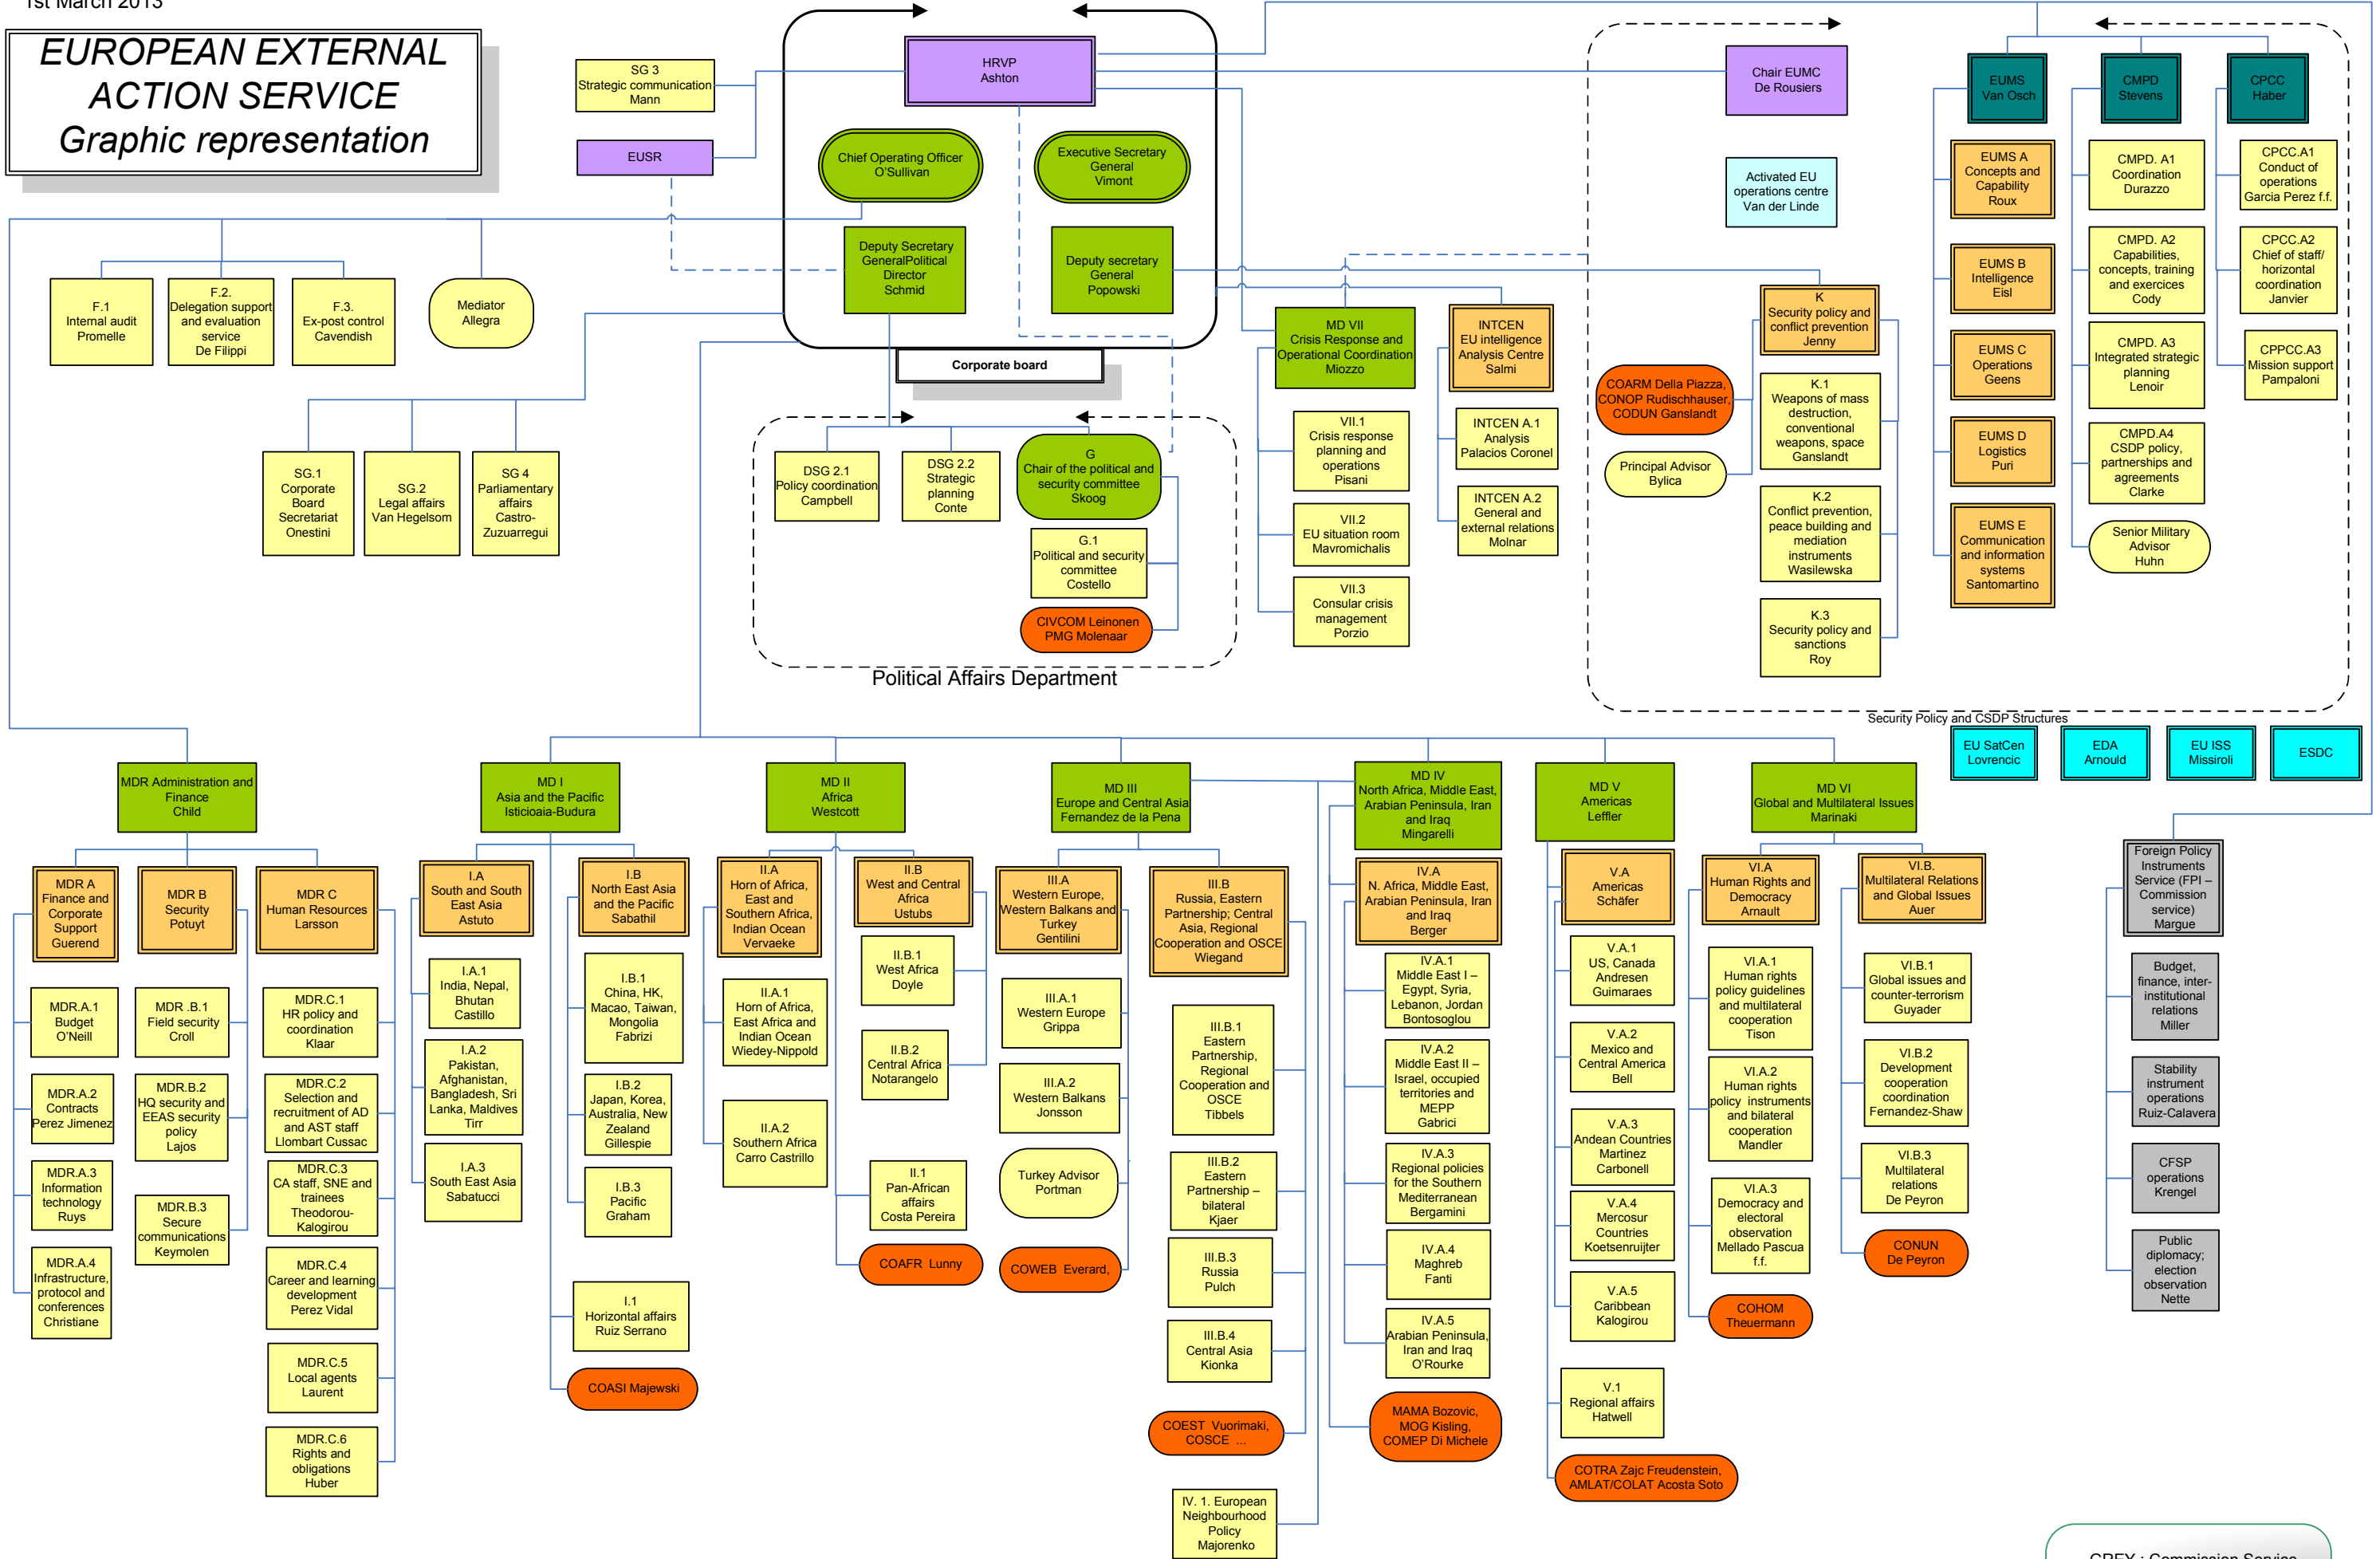 1st March 2013
EUROPEAN EXTERNAL
ACTION SERVICE
Graphic representation
SG 3
Strategic communication
Mann
EUSR
HRVP
Ashton
Chief Operating Officer
O'Sullivan
Executive Secretary
General
Vimont
Deputy Secretary
GeneralPolitical
Director
Schmid
Deputy secretary
General
Popowski
Corporate board
Chair EUMC
De Rousiers
Activated EU
operations centre
Van der Linde
EUMS
Van Osch
CMPD
Stevens
CPCC
Haber
EUMS A
Concepts and
Capability
Roux
EUMS B
Intelligence
Eisl
EUMS C
Operations
Geens
EUMS D
Logistics
Puri
EUMS E
Communication
and information
systems
Santomartino
CMPD. A1
Coordination
Durazzo
CMPD. A2
Capabilities,
concepts, training
and exercices
Cody
CMPD. A3
Integrated strategic
planning
Lenoir
CMPD.A4
CSDP policy,
partnerships and
agreements
Clarke
Senior Military
Advisor
Huhn
CPCC.A1
Conduct of
operations
Garcia Perez f.f.
CPCC.A2
Chief of staff/
horizontal
coordination
Janvier
CPPCC.A3
Mission support
Pampaloni
F.1
Internal audit
Promelle
F.2.
Delegation support
and evaluation
service
De Filippi
F.3.
Ex-post control
Cavendish
Mediator
Allegra
SG.1
Corporate
Board
Secretariat
Onestini
SG.2
Legal affairs
Van Hegelsom
SG 4
Parliamentary
affairs
Castro-
Zuzuarregui
DSG 2.1
Policy coordination
Campbell
DSG 2.2
Strategic
planning
Conte
G
Chair of the political and
security committee
Skoog
G.1
Political and security
committee
Costello
CIVCOM Leinonen
PMG Molenaar
Political Affairs Department
MD VII
Crisis Response and
Operational Coordination
Miozzo
VII.1
Crisis response
planning and
operations
Pisani
VII.2
EU situation room
Mavromichalis
VII.3
Consular crisis
management
Porzio
INTCEN
EU intelligence
Analysis Centre
Salmi
INTCEN A.1
Analysis
Palacios Coronel
INTCEN A.2
General and
external relations
Molnar
K
Security policy and
conflict prevention
Jenny
COARM Della Piazza,
CONOP Rudischhauser,
CODUN Ganslandt
Principal Advisor
Bylica
K.1
Weapons of mass
destruction,
conventional
weapons, space
Ganslandt
K.2
Conflict prevention,
peace building and
mediation
instruments
Wasilewska
K.3
Security policy and
sanctions
Roy
Security Policy and CSDP Structures
EU SatCen
Lovrencic
EDA
Arnould
EU ISS
Missiroli
ESDC
MDR Administration and
Finance
Child
MDR A
Finance and
Corporate
Support
Guerend
MDR.A.1
Budget
O'Neill
MDR.A.2
Contracts
Perez Jimenez
MDR.A.3
Information
technology
Ruys
MDR.A.4
Infrastructure,
protocol and
conferences
Christiane
MDR B
Security
Potuyt
MDR .B.1
Field security
Croll
MDR.B.2
HQ security and
EEAS security
policy
Lajos
MDR.B.3
Secure
communications
Keymolen
MDR C
Human Resources
Larsson
MDR.C.1
HR policy and
coordination
Klaar
MDR.C.2
Selection and
recruitment of AD
and AST staff
Llombart Cussac
MDR.C.3
CA staff, SNE and
trainees
Theodorou-
Kalogirou
MDR.C.4
Career and learning
development
Perez Vidal
MDR.C.5
Local agents
Laurent
MDR.C.6
Rights and
obligations
Huber
MD I
Asia and the Pacific
Isticioaia-Budura
I.A
South and South
East Asia
Astuto
I.A.1
India, Nepal,
Bhutan
Castillo
I.A.2
Pakistan,
Afghanistan,
Bangladesh, Sri
Lanka, Maldives
Tirr
I.A.3
South East Asia
Sabatucci
I.B
North East Asia
and the Pacific
Sabathil
I.B.1
China, HK,
Macao, Taiwan,
Mongolia
Fabrizi
I.B.2
Japan, Korea,
Australia, New
Zealand
Gillespie
I.B.3
Pacific
Graham
I.1
Horizontal affairs
Ruiz Serrano
COASI Majewski
MD II
Africa
Westcott
II.A
Horn of Africa,
East and
Southern Africa,
Indian Ocean
Vervaeke
II.A.1
Horn of Africa,
East Africa and
Indian Ocean
Wiedey-Nippold
II.A.2
Southern Africa
Carro Castrillo
II.B
West and Central
Africa
Ustubs
II.B.1
West Africa
Doyle
II.B.2
Central Africa
Notarangelo
II.1
Pan-African
affairs
Costa Pereira
COAFR Lunny
MD III
Europe and Central Asia
Fernandez de la Pena
III.A
Western Europe,
Western Balkans and
Turkey
Gentilini
III.A.1
Western Europe
Grippa
III.A.2
Western Balkans
Jonsson
Turkey Advisor
Portman
COWEB Everard,
III.B
Russia, Eastern
Partnership; Central
Asia, Regional
Cooperation and OSCE
Wiegand
III.B.1
Eastern
Partnership,
Regional
Cooperation and
OSCE
Tibbels
III.B.2
Eastern
Partnership –
bilateral
Kjaer
III.B.3
Russia
Pulch
III.B.4
Central Asia
Kionka
COEST Vuorimaki,
COSCE ...
IV. 1. European
Neighbourhood
Policy
Majorenko
MD IV
North Africa, Middle East,
Arabian Peninsula, Iran
and Iraq
Mingarelli
IV.A
N. Africa, Middle East,
Arabian Peninsula, Iran
and Iraq
Berger
IV.A.1
Middle East I –
Egypt, Syria,
Lebanon, Jordan
Bontosoglou
IV.A.2
Middle East II –
Israel, occupied
territories and
MEPP
Gabrici
IV.A.3
Regional policies
for the Southern
Mediterranean
Bergamini
IV.A.4
Maghreb
Fanti
IV.A.5
Arabian Peninsula,
Iran and Iraq
O'Rourke
MAMA Bozovic,
MOG Kisling,
COMEP Di Michele
MD V
Americas
Leffler
V.A
Americas
Schäfer
V.A.1
US, Canada
Andresen
Guimaraes
V.A.2
Mexico and
Central America
Bell
V.A.3
Andean Countries
Martinez
Carbonell
V.A.4
Mercosur
Countries
Koetsenruijter
V.A.5
Caribbean
Kalogirou
V.1
Regional affairs
Hatwell
COTRA Zajc Freudenstein,
AMLAT/COLAT Acosta Soto
MD VI
Global and Multilateral Issues
Marinaki
VI.A
Human Rights and
Democracy
Arnault
VI.A.1
Human rights
policy guidelines
and multilateral
cooperation
Tison
VI.A.2
Human rights
policy instruments
and bilateral
cooperation
Mandler
VI.A.3
Democracy and
electoral
observation
Mellado Pascua
f.f.
COHOM
Theuermann
VI.B.
Multilateral Relations
and Global Issues
Auer
VI.B.1
Global issues and
counter-terrorism
Guyader
VI.B.2
Development
cooperation
coordination
Fernandez-Shaw
VI.B.3
Multilateral
relations
De Peyron
CONUN
De Peyron
Foreign Policy
Instruments
Service (FPI –
Commission
service)
Margue
Budget,
finance, inter-
institutional
relations
Miller
Stability
instrument
operations
Ruiz-Calavera
CFSP
operations
Krengel
Public
diplomacy;
election
observation
Nette
GREY : Commission Service